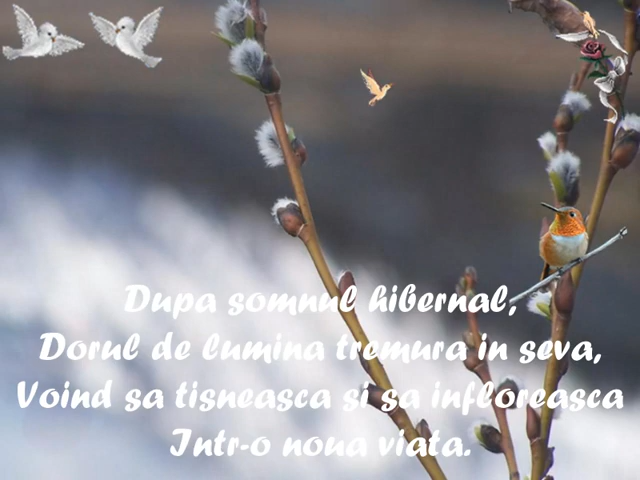 Dupa somnul hibernal,
Dorul de lumina tremura in seva,
Voind sa tisneasca si sa infloreasca
Intr-o noua viata.